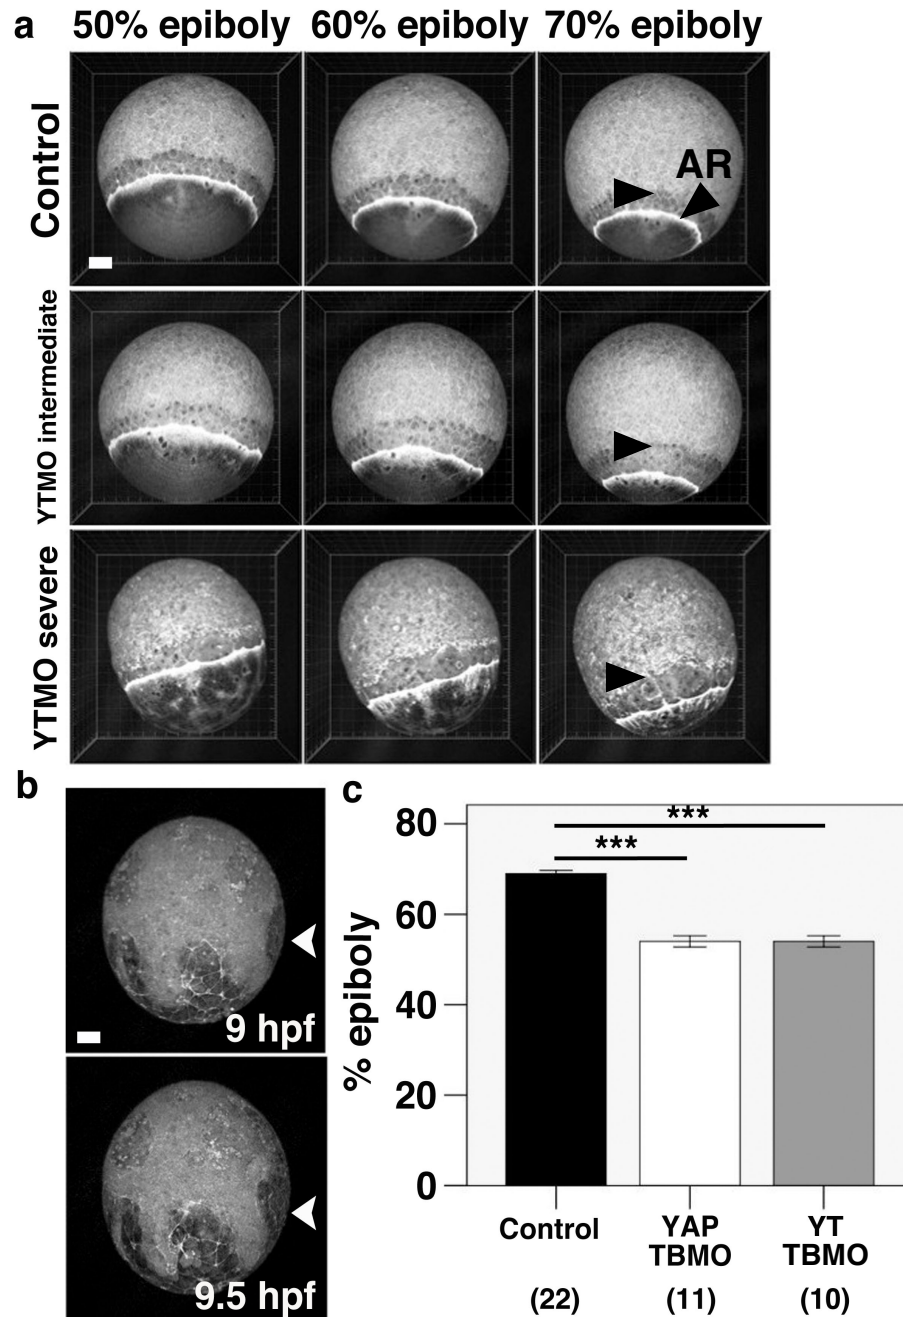 a
50% epiboly 60% epiboly 70% epiboly
Control
AR
YTMO intermediate
YTMO severe
b
9 hpf
9.5 hpf
c
***
***
% epiboly
80
60
40
20
0
Control YAP TBMO YT TBMO
(22) (11) (10)